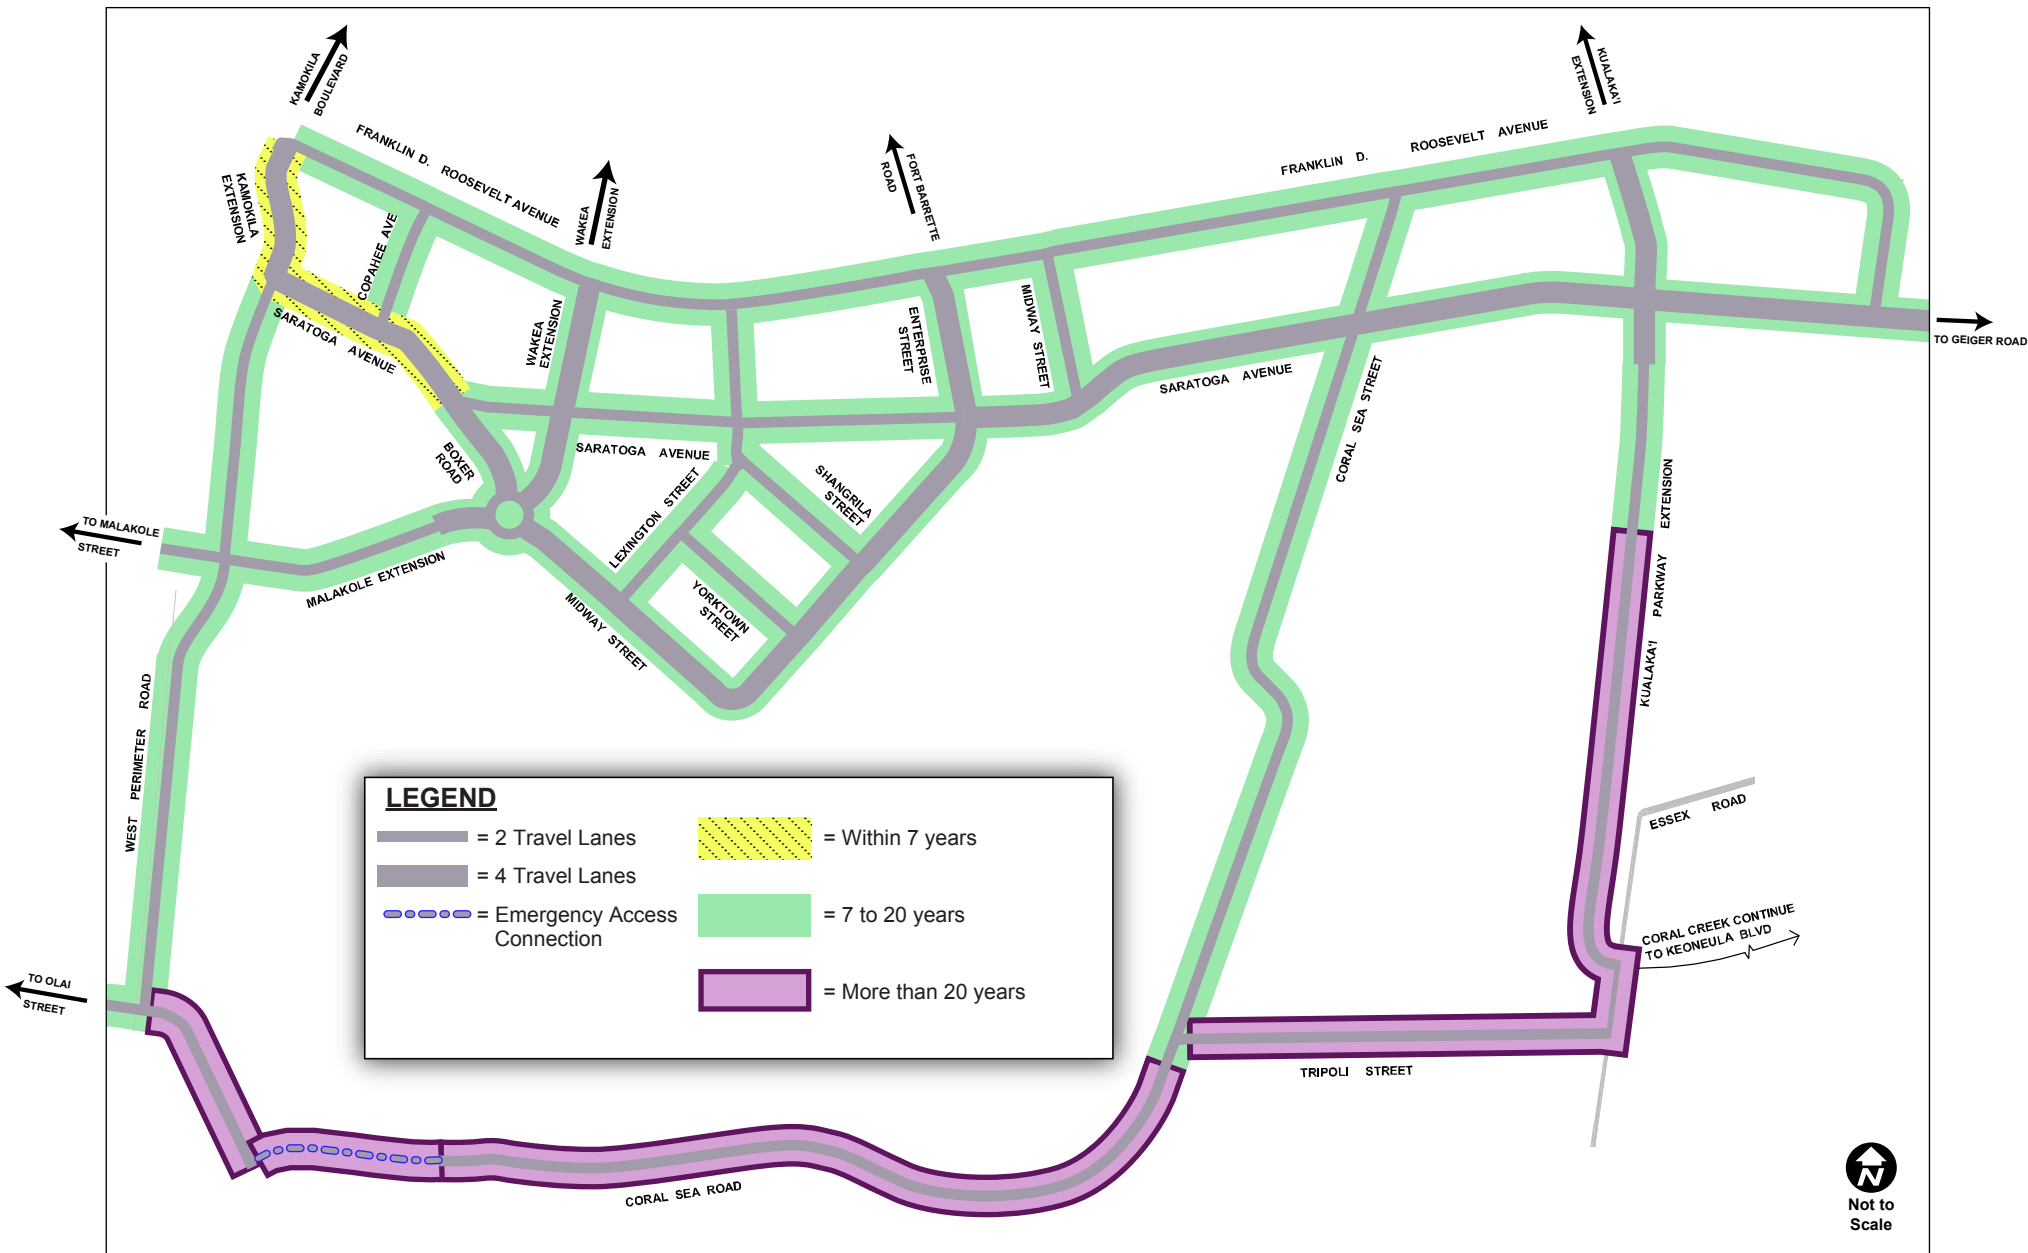 KAMOKILA
BOULEVARD
FRANKLIN D. ROOSEVELT AVENUE
WAKEA
EXTENSION
FORT BARRETTE
ROAD
FRANKLIN D. ROOSEVELT AVENUE
KUALAKA'I
EXTENSION
KAMOKILA
EXTENSION
COPAHEE AVE
SARATOGA AVENUE
WAKEA
EXTENSION
ENTERPRISE
STREET
MIDWAY STREET
SARATOGA AVENUE
TO GEIGER ROAD
BOXER
ROAD
SARATOGA AVENUE
LEXINGTON STREET
SHANGRILA
STREET
CORAL SEA STREET
KUALAKA'I PARKWAY EXTENSION
TO MALAKOLE
STREET
MALAKOLE EXTENSION
MIDWAY STREET
YORKTOWN
STREET
WEST PERIMETER ROAD
LEGEND
= 2 Travel Lanes
= 4 Travel Lanes
= Emergency Access
Connection
= Within 7 years
= 7 to 20 years
= More than 20 years
ESSEX ROAD
CORAL CREEK CONTINUE
TO KEONEULA BLVD
TO OLAI
STREET
TRIPOLI STREET
CORAL SEA ROAD
N
Not to
Scale